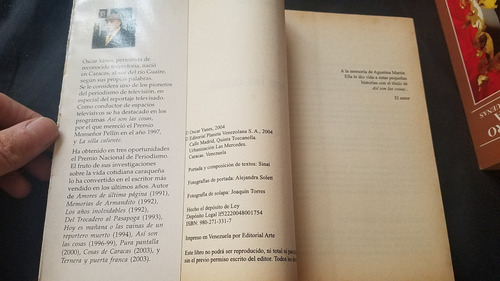 Oscar Yanes, periodista de
reconocida trayectoria, nació
en Caracas, al sur del río Guaire,
según sus propias palabras.
Se le considera uno de los pioneros
del periodismo de televisión, en
especial del reportaje televisado.
Como conductor de espacios
televisivos se ha destacado en los
programas Así son las cosas,
por el que mereció el Premio
Monseñor Pellín en el año 1997,
y La silla caliente.
Ha obtenido en tres oportunidades
el Premio Nacional de Periodismo.
El fruto de sus investigaciones
sobre la vida cotidiana caraqueña
lo ha convertido en el escritor más
vendido en los últimos años. Autor
de Amores de última página (1991),
Memorias de Armandito (1992),
Los años inolvidables (1992),
Del Trocadero al Pasapoga (1993),
Hoy es mañana o las vainas de un
reportero muerto (1994), Así son
las cosas (1996-99), Pura pantalla
(2000), Cosas de Caracas (2003), y
Ternera y puerta franca (2003).
© Oscar Yanes, 2004
© Editorial Planeta Venezolana S. A., 2004
Calle Madrid, Quinta Toscanella,
Urbanización Las Mercedes.
Caracas, Venezuela
Portada y composición de textos: Sinai
Fotografías de portada: Alejandra Solett
Fotografía de solapa: Joaquín Torres
Hecho el depósito de Ley
Depósito Legal lf52220048001754
ISBN: 980-271-331-7
Impreso en Venezuela por Editorial Arte
Este libro no podrá ser reproducido, ni total ni
sin el previo permiso escrito del editor. Todos los
A la memoria de Agustina Martín.
Ella le dio vida a estas pequeñas
historias con el título de
Así son las cosas.
El autor